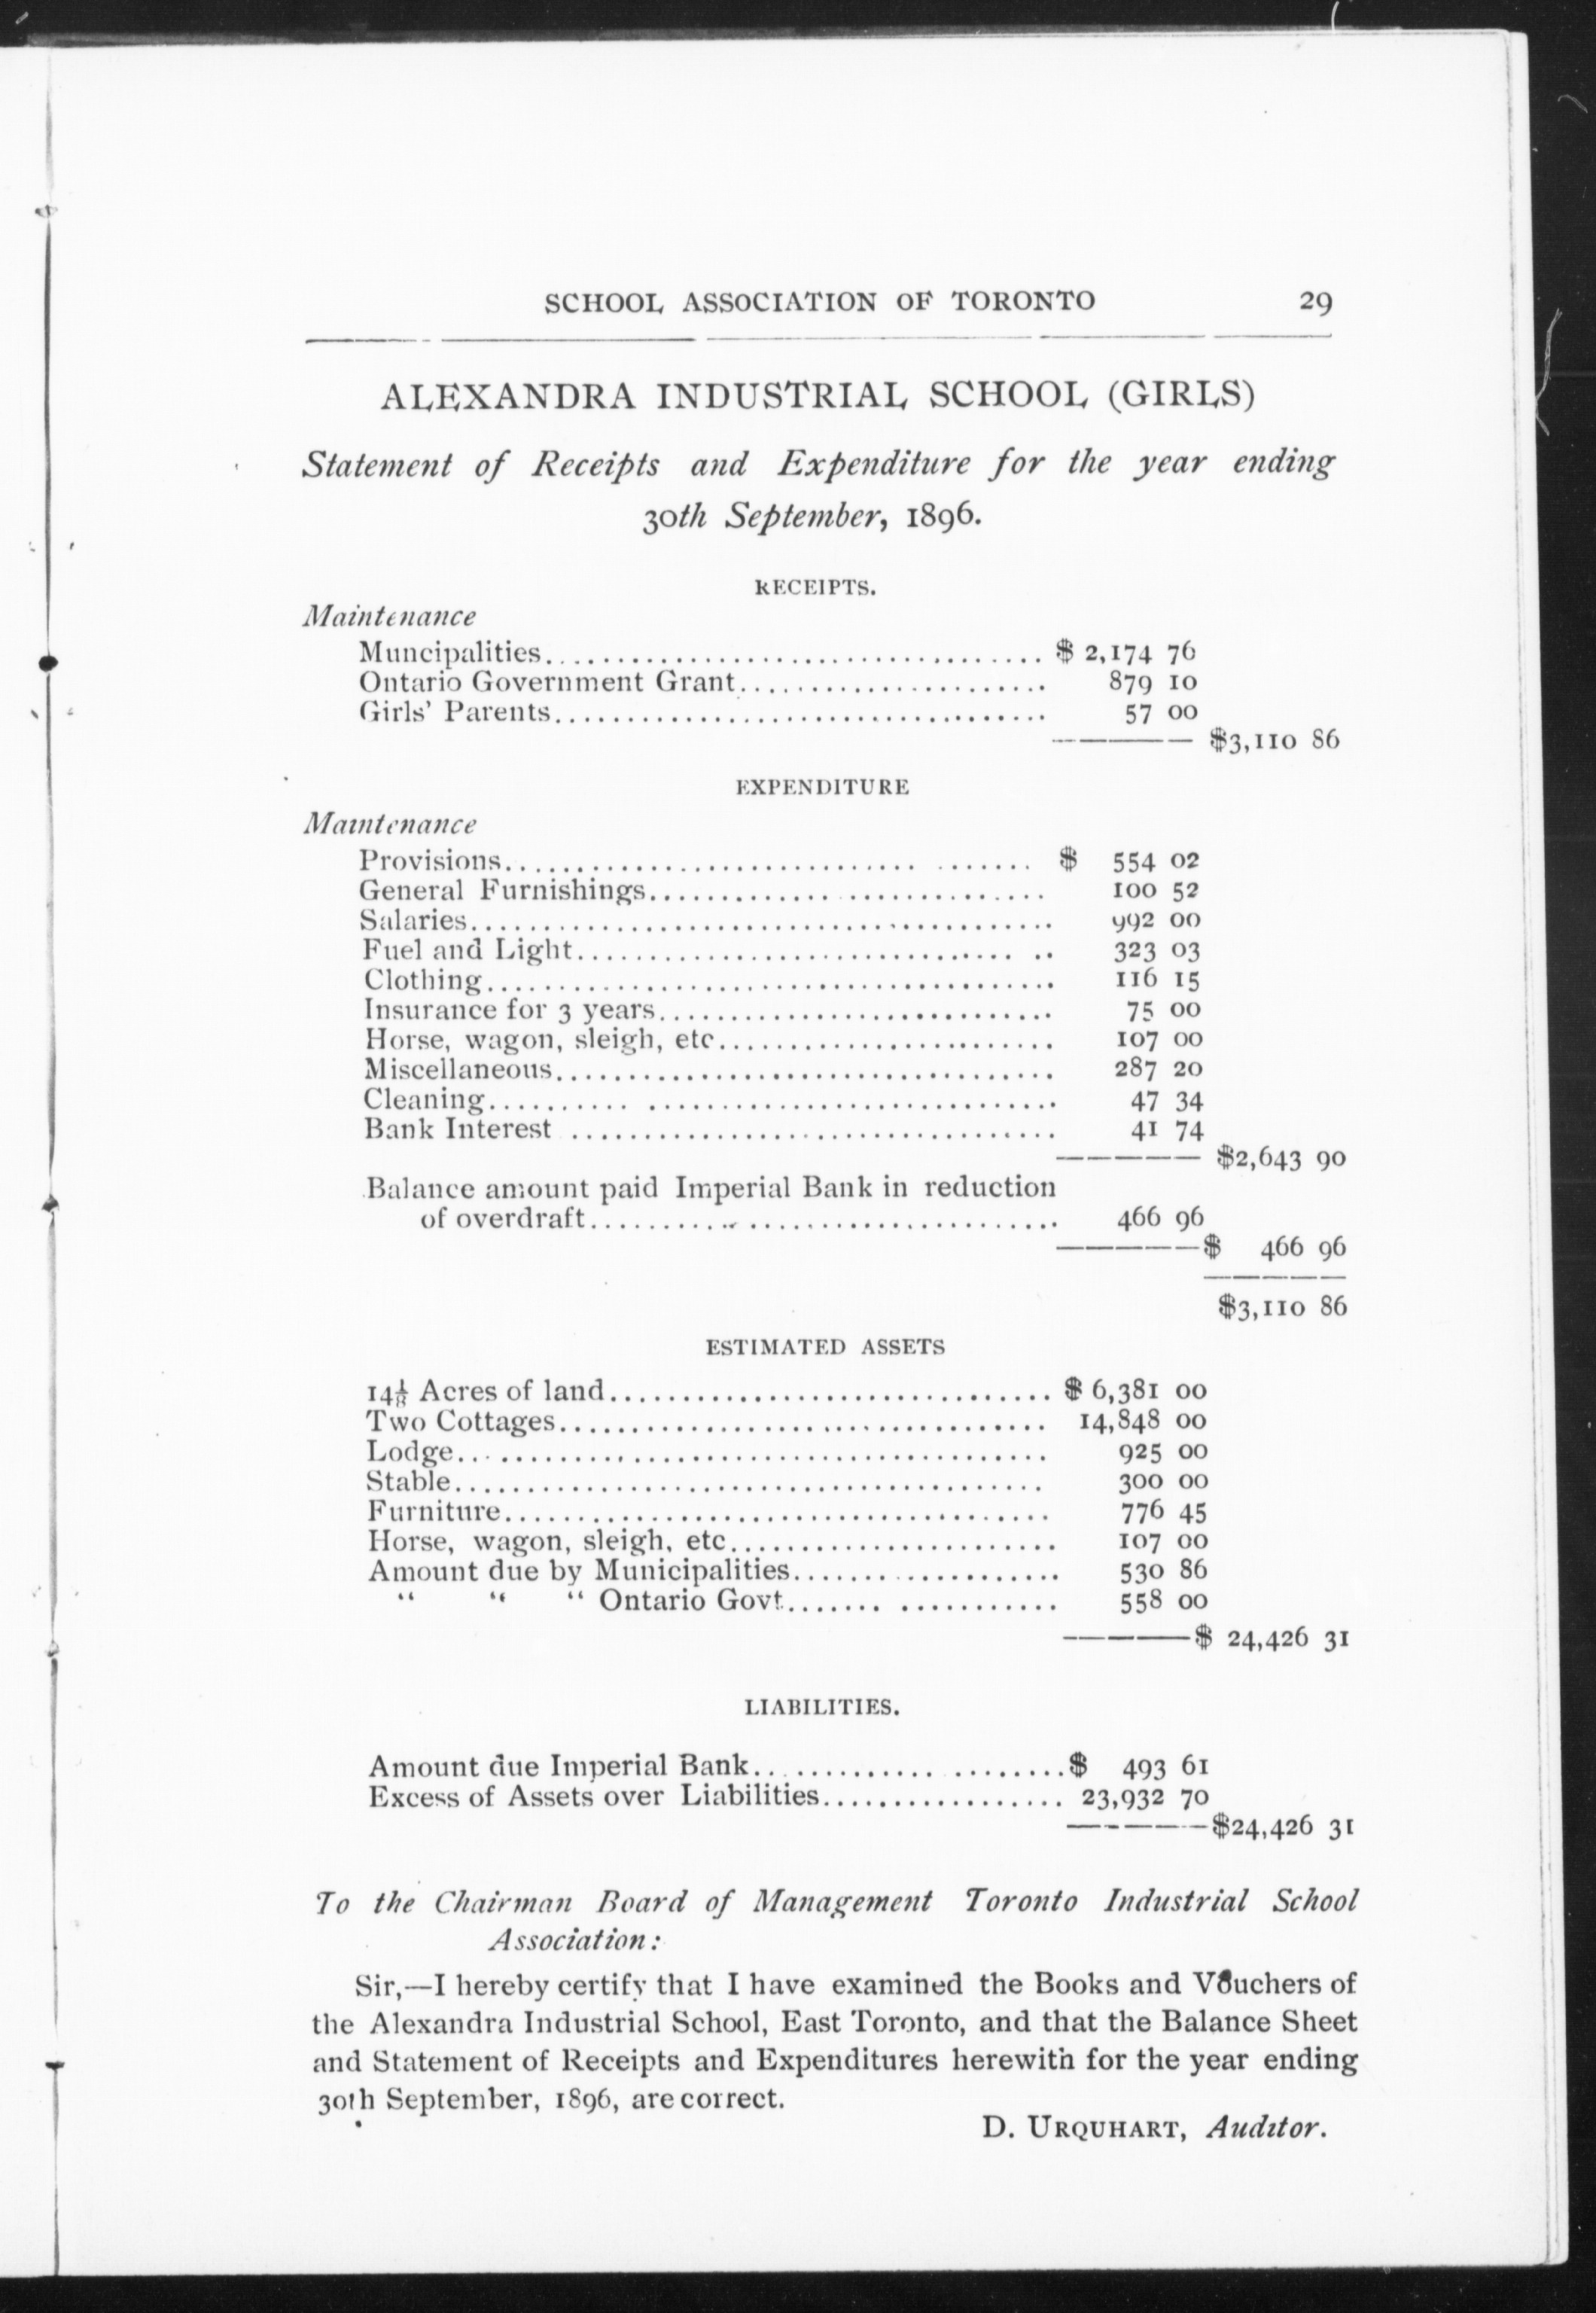 SCHOOL ASSOCIATION OF TORONTO 29
ALEXANDRA INDUSTRIAL SCHOOL (GIRLS)
Statement of Receipts and Expenditure for the year ending
30th September, 1896.
RECEIPTS.
Maintenance
Muncipalities........ $ 2,174 76
Ontario Government Grant........ 879 10
Girls' Parents........ 57 00
$3,110 86
EXPENDITURE
Maintenance
Provisions........ $ 554 02
General Furnishings........ 100 52
Salaries........ 992 00
Fuel and Light........ 323 03
Clothing........ 116 15
Insurance for 3 years........ 75 00
Horse, wagon, sleigh, etc........ 107 00
Miscellaneous........ 287 20
Cleaning........ 47 34
Bank Interest ........ 41 74
$2,643 90
Balance amount paid Imperial Bank in reduction
of overdraft........ 466 96
$ 466 96
$3,110 86
ESTIMATED ASSETS
14⅛ Acres of land........ $ 6,381 00
Two Cottages........ 14,848 00
Lodge........ 925 00
Stable........ 300 00
Furniture........ 776 45
Horse, wagon, sleigh, etc........ 107 00
Amount due by Municipalities........ 530 86
" " " Ontario Govt........ 558 00
$ 24,426 31
LIABILITIES.
Amount due Imperial Bank........ $ 493 61
Excess of Assets over Liabilities........ 23,932 70
$24,426 31
To the Chairman Board of Management Toronto Industrial School
Association:
Sir,—I hereby certify that I have examined the Books and Vouchers of
the Alexandra Industrial School, East Toronto, and that the Balance Sheet
and Statement of Receipts and Expenditures herewith for the year ending
30th September, 1896, are correct.
D. URQUHART, Auditor.